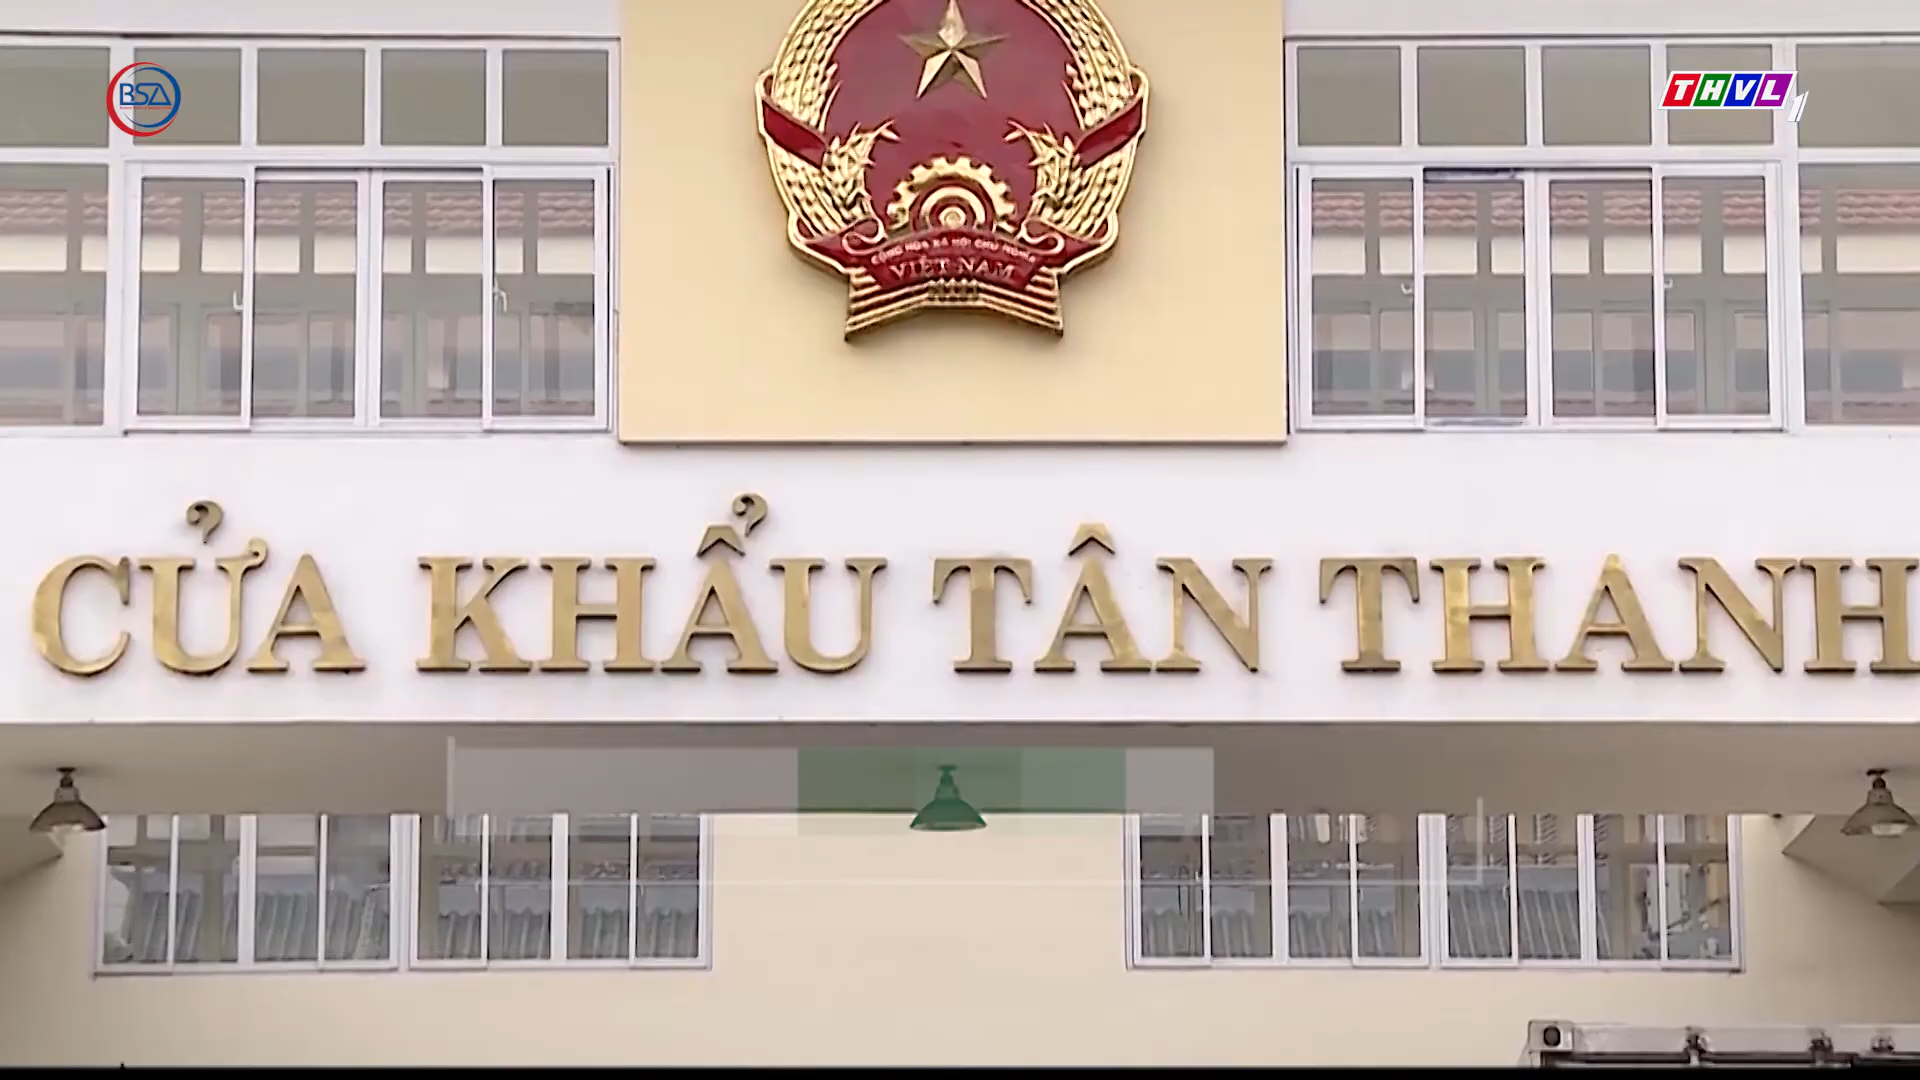 BSA
THVL1
CỘNG HÒA XÃ HỘI CHỦ NGHĨA
VIỆT NAM
CỬA KHẨU TÂN THANH